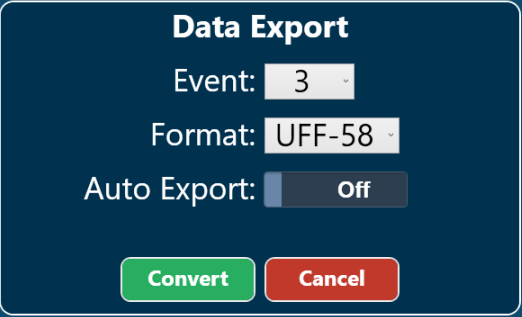 Data Export
Event: 3
Format: UFF-58
Auto Export: Off
Convert Cancel